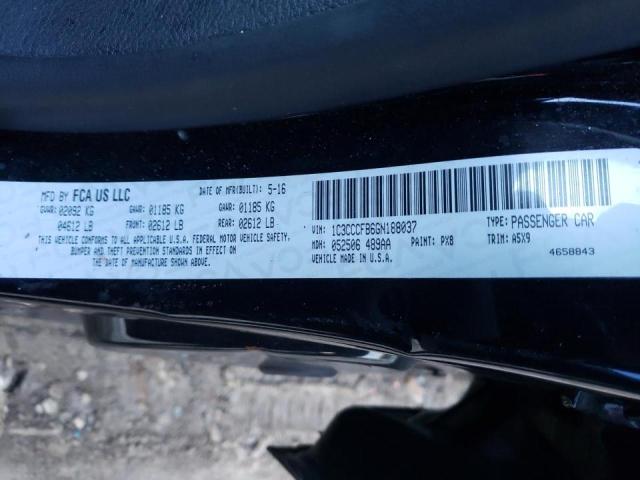 MFD BY FCA US LLC
DATE OF MFR(BUILT): 5-16
GVWR: 02092 KG GAWR: 01185 KG GAWR: 01185 KG
04612 LB FRONT: 02612 LB REAR: 02612 LB
THIS VEHICLE CONFORMS TO ALL APPLICABLE U.S.A. FEDERAL MOTOR VEHICLE SAFETY,
BUMPER AND THEFT PREVENTION STANDARDS IN EFFECT ON
THE DATE OF MANUFACTURE SHOWN ABOVE.
VIN: 1C3CCCFB6GN188037 TYPE: PASSENGER CAR
MDH: 052506 489AA PAINT: PX8 TRIM: A5X9
VEHICLE MADE IN U.S.A. 4658843